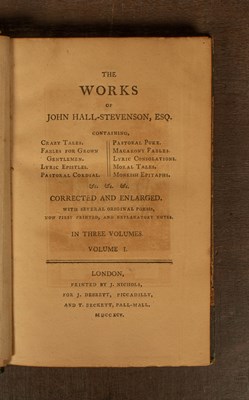 THE
WORKS
OF
JOHN HALL-STEVENSON, ESQ.
CONTAINING,
CRAZY TALES. PASTORAL PUKE.
FABLES FOR GROWN MACARONY FABLES.
GENTLEMEN. LYRIC CONSOLATIONS.
LYRIC EPISTLES. MORAL TALES.
PASTORAL CORDIAL. MONKISH EPITAPHS.
&c. &c. &c.
CORRECTED AND ENLARGED.
WITH SEVERAL ORIGINAL POEMS,
NOW FIRST PRINTED, AND EXPLANATORY NOTES.
IN THREE VOLUMES
VOLUME I.
LONDON,
PRINTED BY J. NICHOLS,
FOR J. DEBRETT, PICCADILLY,
AND T. BECKETT, PALL-MALL.
MDCCXCV.